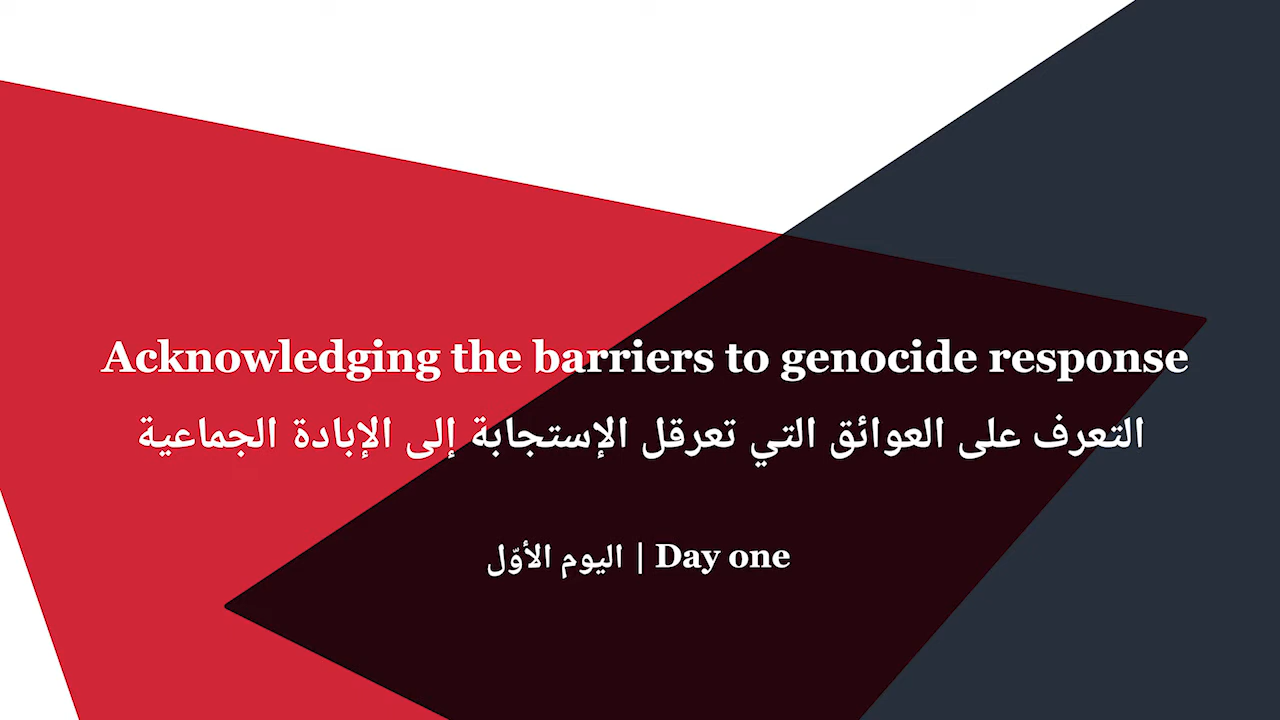 Acknowledging the barriers to genocide response
التعرف على العوائق التي تعرقل الإستجابة إلى الإبادة الجماعية
اليوم الأوّل | Day one